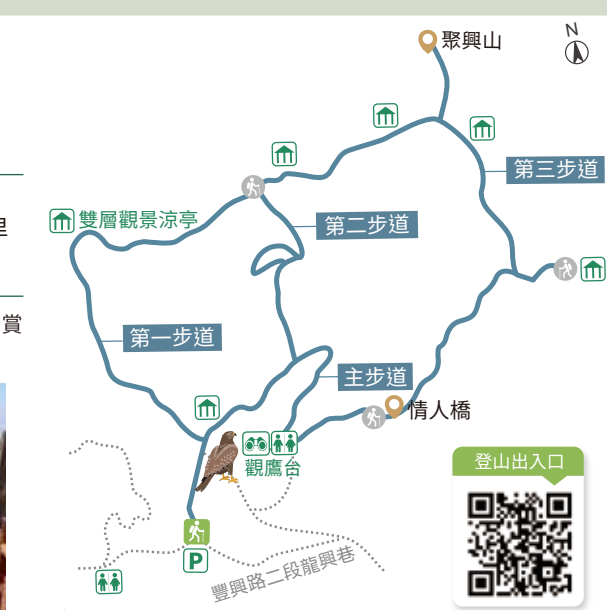 N
聚興山
第三步道
里
雙層觀景涼亭
第二步道
賞
第一步道
主步道
情人橋
觀鷹台
登山出入口
P
豐興路二段龍興巷